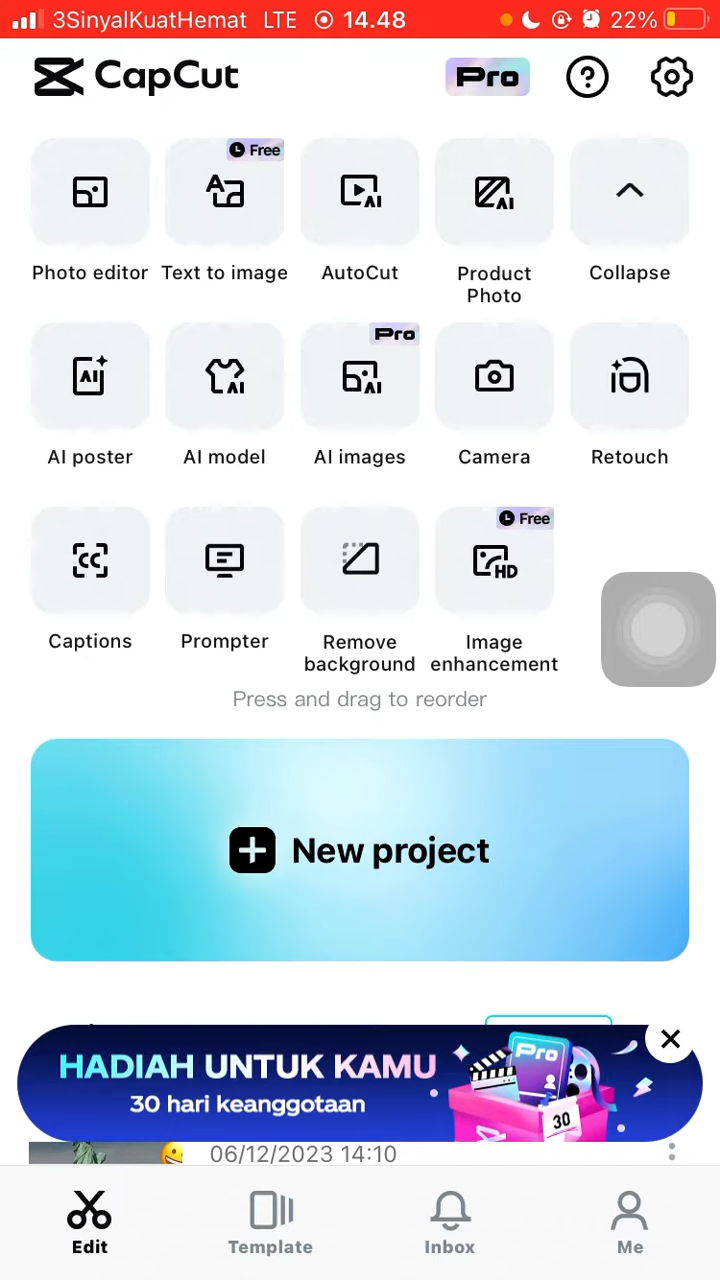 3SinyalKuatHemat LTE 14.48 22%
CapCut Pro
Free
Photo editor Text to image AutoCut Product Photo Collapse
Pro
AI
AI poster AI model AI images Camera Retouch
Free
CC HD
Captions Prompter Remove background Image enhancement
Press and drag to reorder
New project
HADIAH UNTUK KAMU
30 hari keanggotaan
Pro
30
06/12/2023 14:10
Edit Template Inbox Me